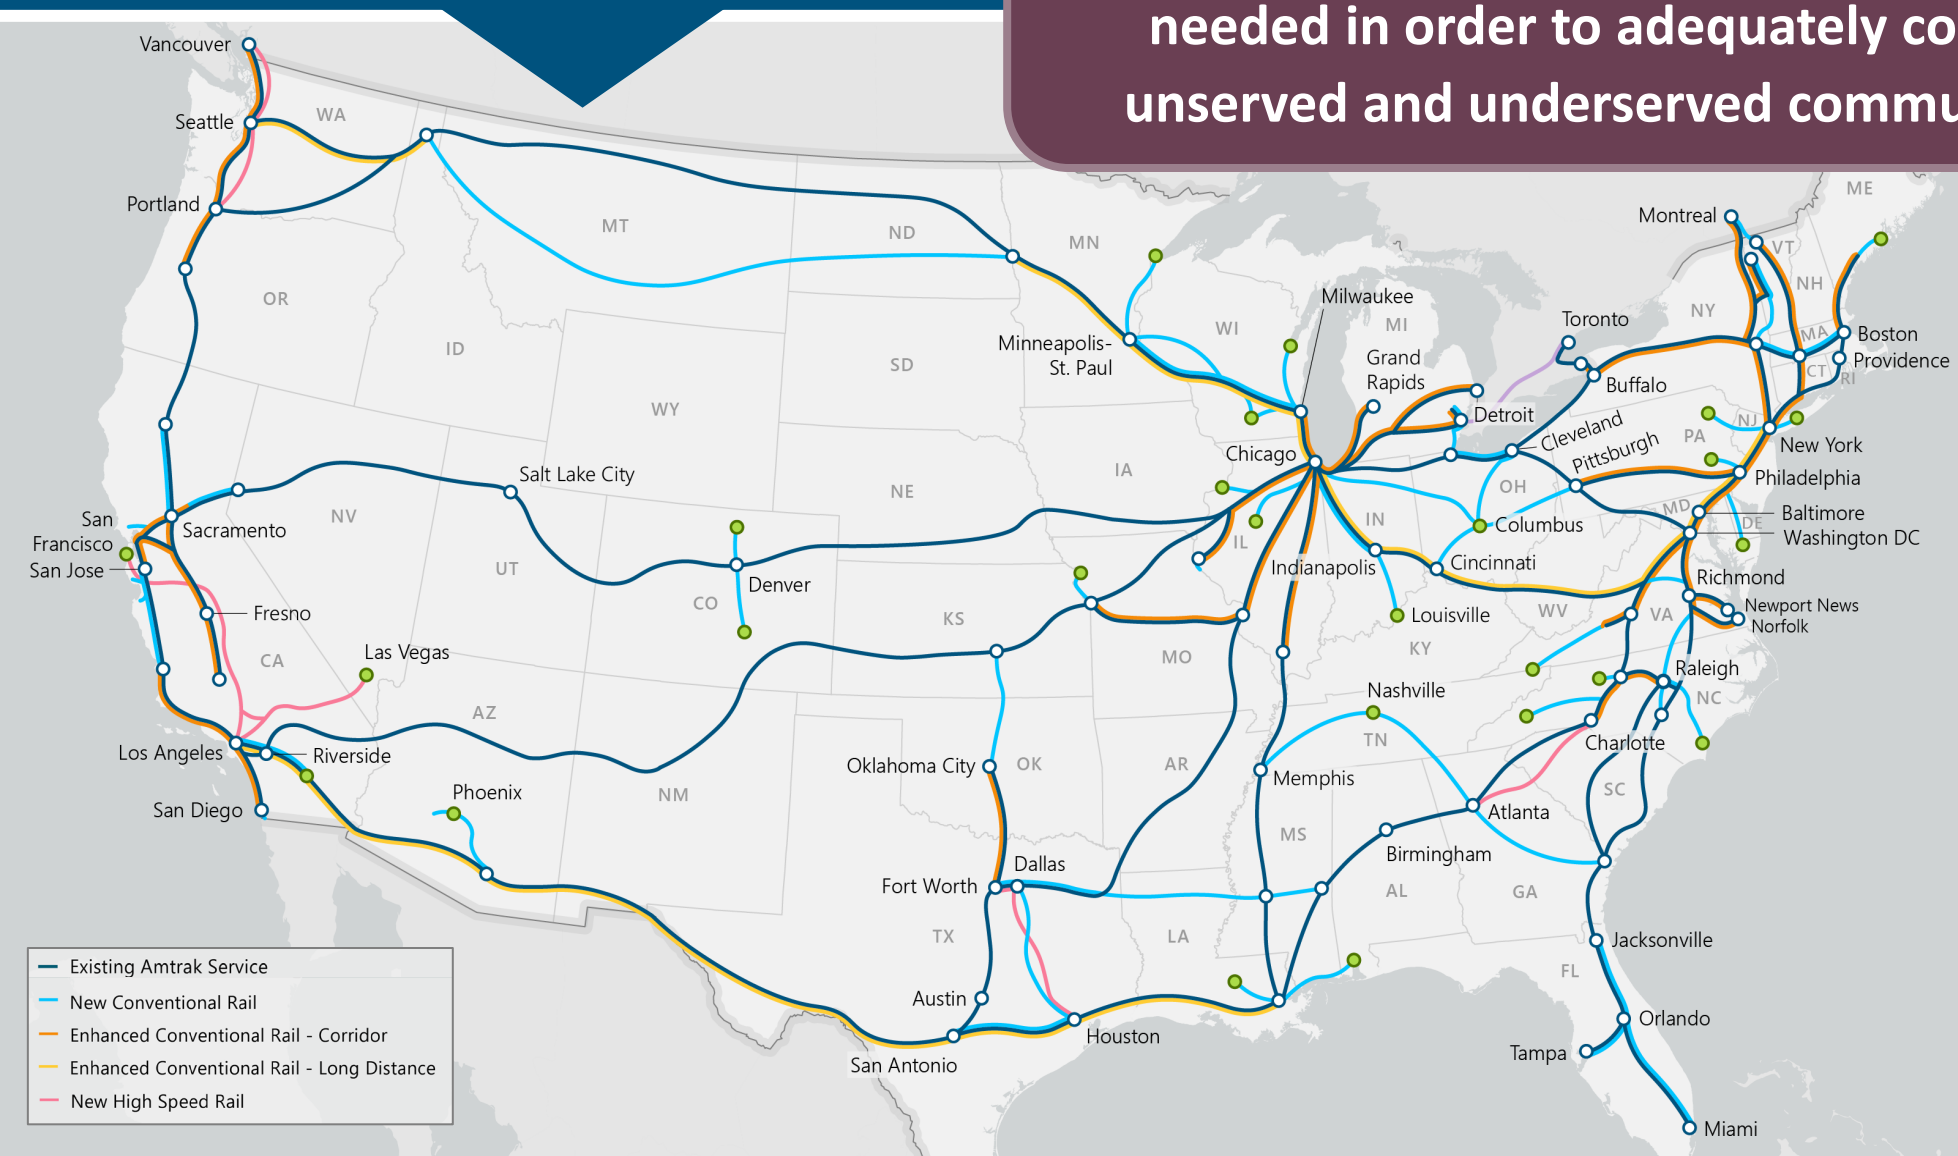 needed in order to adequately co
unserved and underserved commu
Vancouver
Seattle
WA
Portland
OR
ID
MT
ND
MN
SD
WY
NE
IA
WI
MI
Minneapolis-
St. Paul
Milwaukee
Grand
Rapids
Chicago
Detroit
Toronto
Buffalo
Cleveland
Pittsburgh
Montreal
ME
VT
NH
NY
MA
CT
RI
Boston
Providence
NJ
PA
New York
Philadelphia
MD
DE
Baltimore
Washington DC
OH
Columbus
IN
IL
Indianapolis
Cincinnati
Louisville
KY
WV
VA
Richmond
Newport News
Norfolk
Raleigh
NC
Charlotte
SC
Salt Lake City
NV
UT
CO
Denver
KS
MO
Sacramento
San
Francisco
San Jose
Fresno
CA
Las Vegas
Los Angeles
Riverside
San Diego
AZ
Phoenix
NM
Oklahoma City
OK
AR
Nashville
TN
Memphis
MS
Atlanta
Birmingham
AL
GA
Fort Worth
Dallas
TX
LA
Austin
San Antonio
Houston
Jacksonville
FL
Orlando
Tampa
Miami
Existing Amtrak Service
New Conventional Rail
Enhanced Conventional Rail - Corridor
Enhanced Conventional Rail - Long Distance
New High Speed Rail